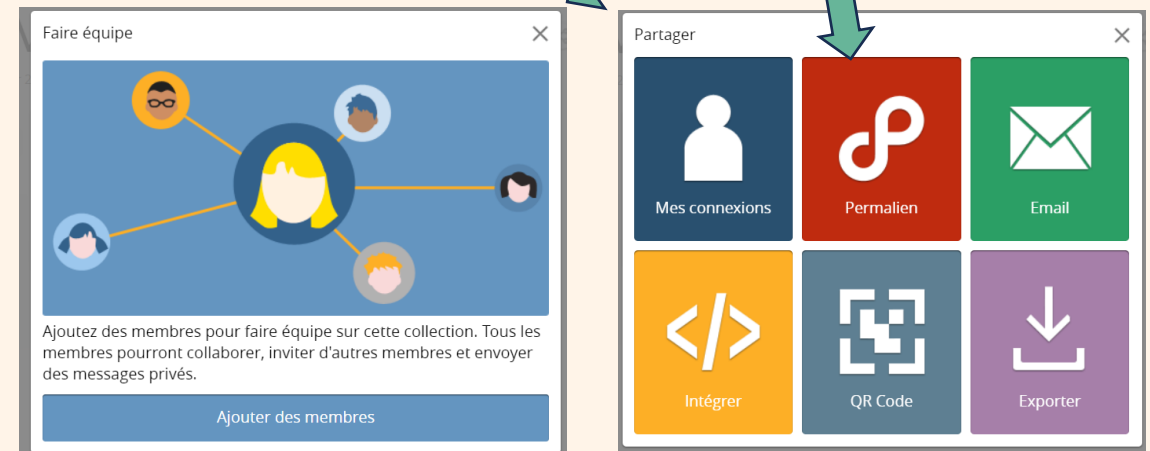 Faire équipe
Ajoutez des membres pour faire équipe sur cette collection. Tous les
membres pourront collaborer, inviter d'autres membres et envoyer
des messages privés.
Ajouter des membres
Partager
Mes connexions
Permalien
Email
Intégrer
QR Code
Exporter